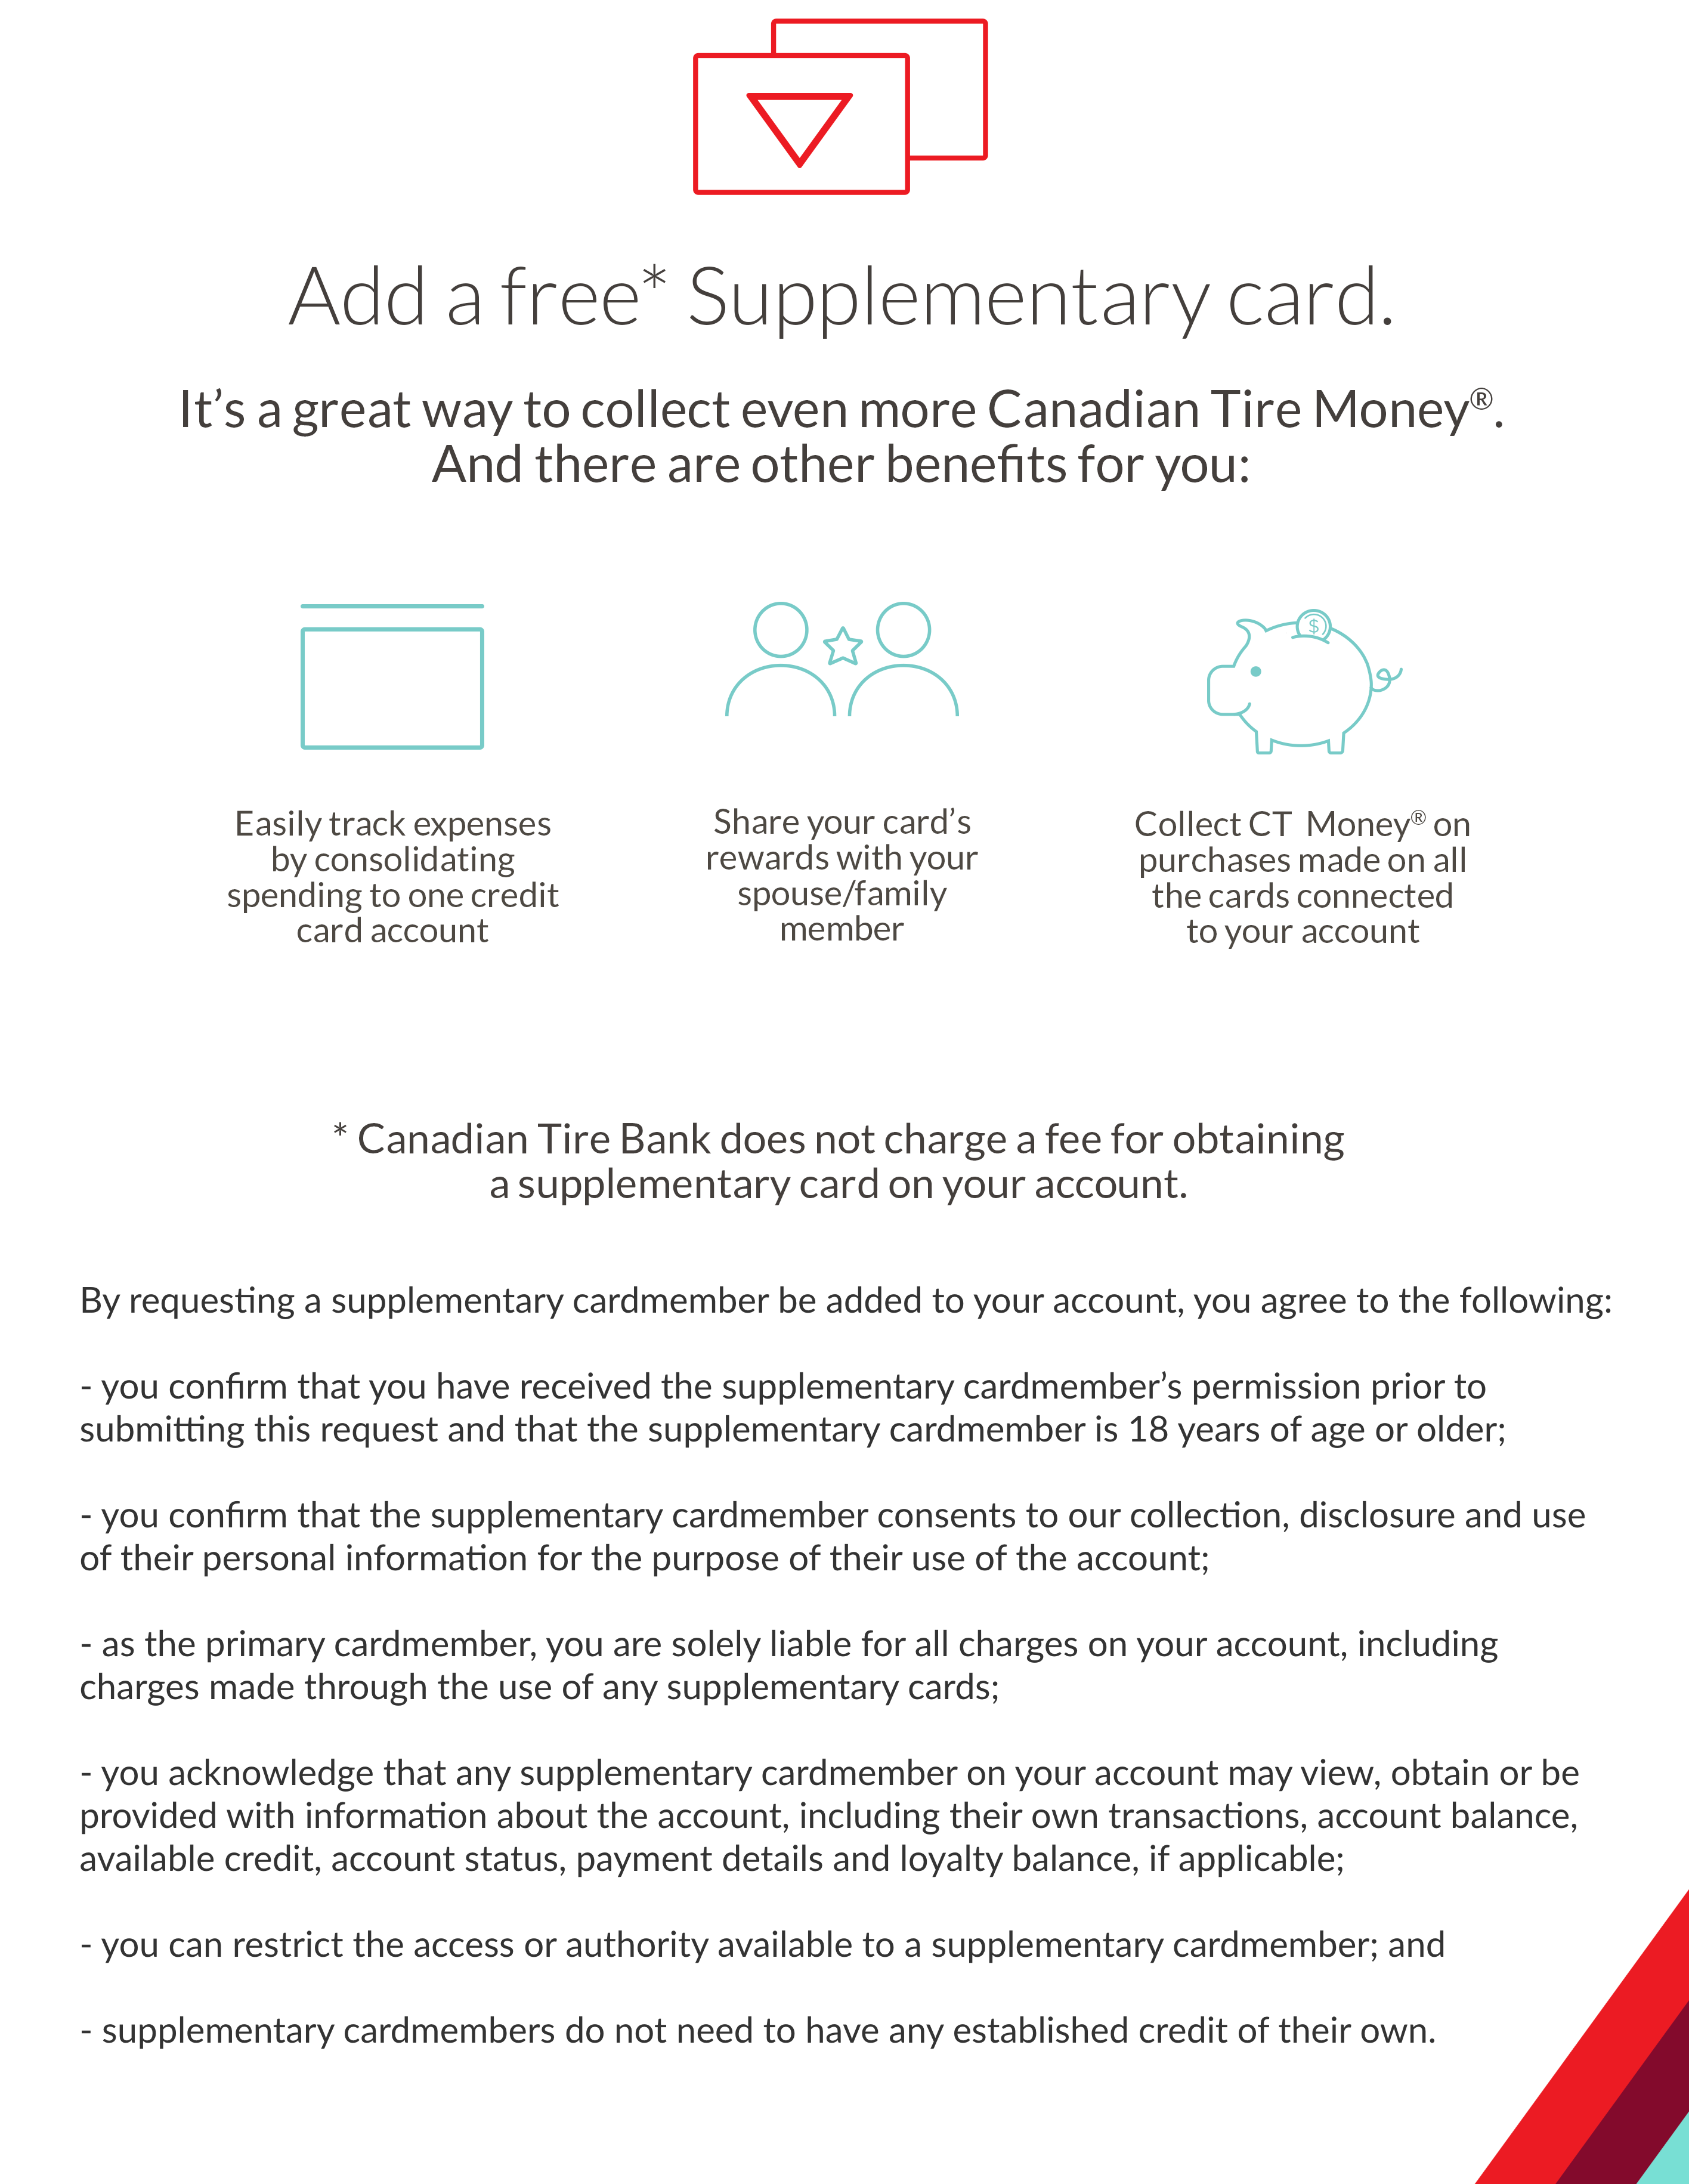 Add a free* Supplementary card.
It’s a great way to collect even more Canadian Tire Money®.
And there are other benefits for you:
$
Easily track expenses
by consolidating
spending to one credit
card account
Share your card’s
rewards with your
spouse/family
member
Collect CT Money® on
purchases made on all
the cards connected
to your account
* Canadian Tire Bank does not charge a fee for obtaining
a supplementary card on your account.
By requesting a supplementary cardmember be added to your account, you agree to the following:
- you confirm that you have received the supplementary cardmember’s permission prior to
submitting this request and that the supplementary cardmember is 18 years of age or older;
- you confirm that the supplementary cardmember consents to our collection, disclosure and use
of their personal information for the purpose of their use of the account;
- as the primary cardmember, you are solely liable for all charges on your account, including
charges made through the use of any supplementary cards;
- you acknowledge that any supplementary cardmember on your account may view, obtain or be
provided with information about the account, including their own transactions, account balance,
available credit, account status, payment details and loyalty balance, if applicable;
- you can restrict the access or authority available to a supplementary cardmember; and
- supplementary cardmembers do not need to have any established credit of their own.